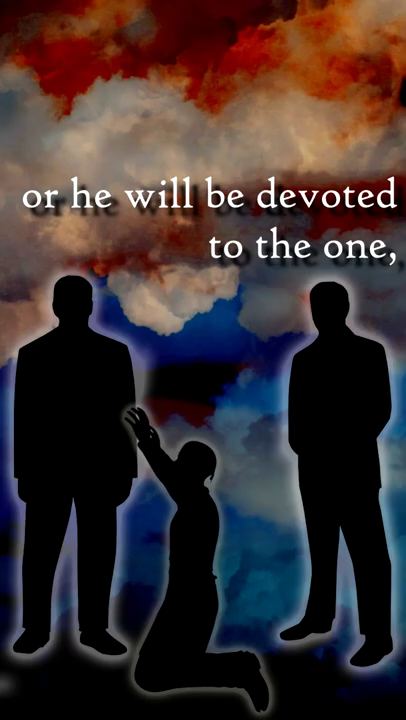 or he will be devoted
to the one,